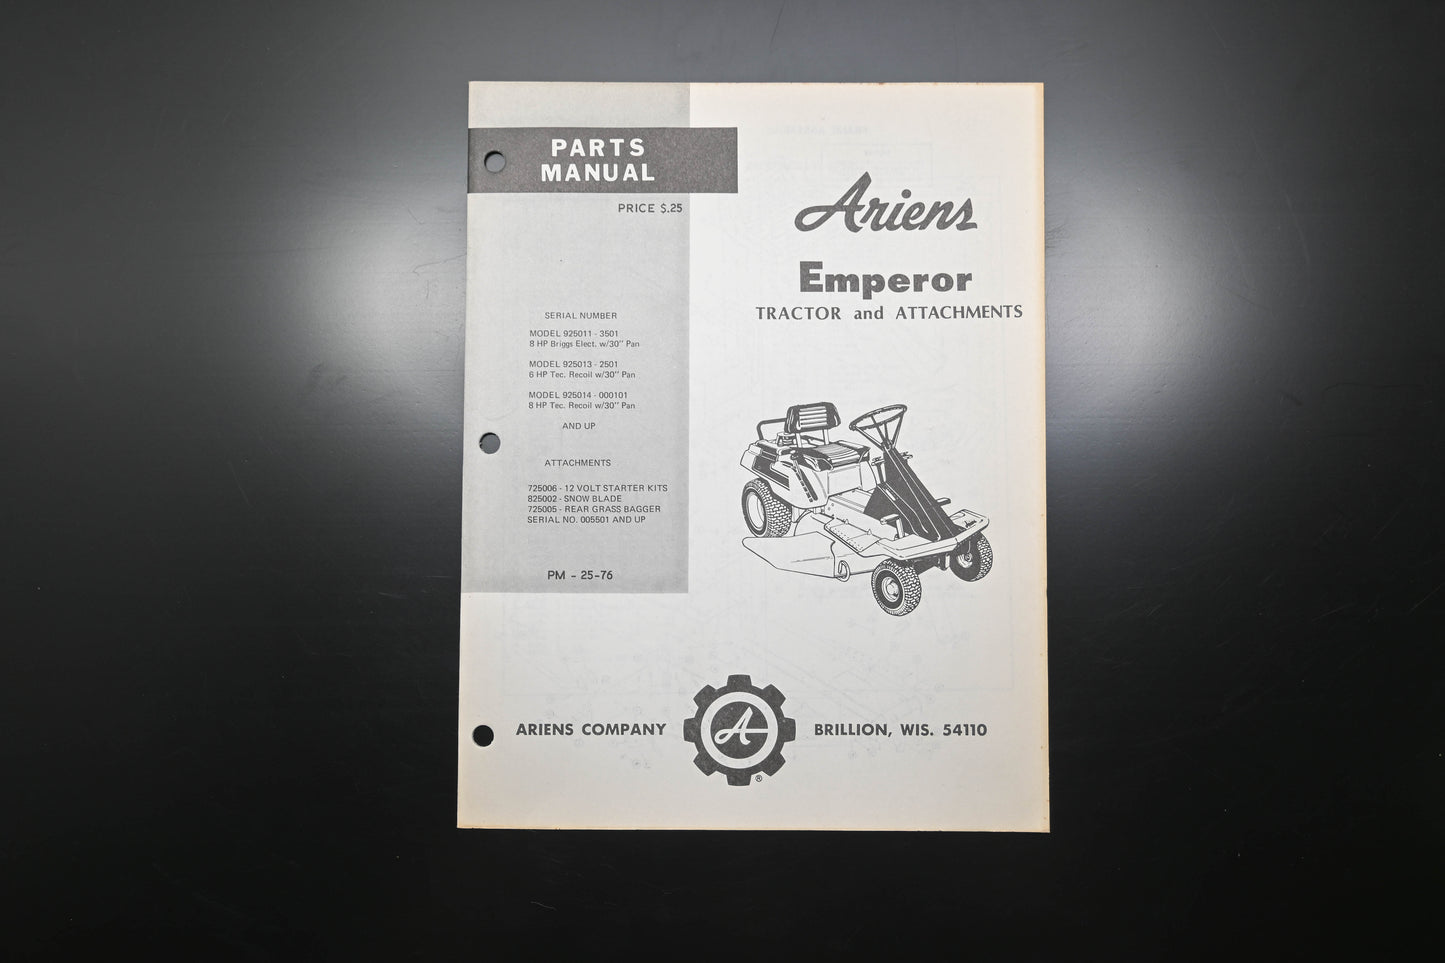 PARTS
MANUAL
PRICE $.25
SERIAL NUMBER
MODEL 925011 - 3501
8 HP Briggs Elect. w/30" Pan
MODEL 925013 - 2501
6 HP Tec. Recoil w/30" Pan
MODEL 925014 - 000101
8 HP Tec. Recoil w/30" Pan
AND UP
ATTACHMENTS
725006 - 12 VOLT STARTER KITS
825002 - SNOW BLADE
725005 - REAR GRASS BAGGER
SERIAL NO. 005501 AND UP
PM - 25-76
Ariens
Emperor
TRACTOR and ATTACHMENTS
Ariens
ARIENS COMPANY
A
®
BRILLION, WIS. 54110